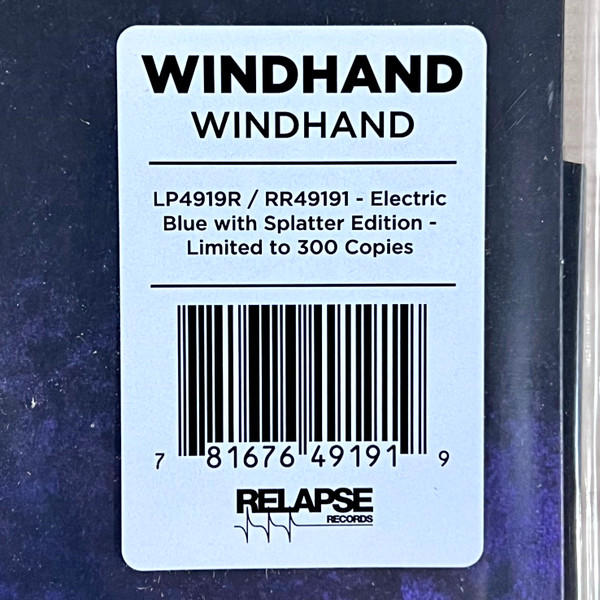 WINDHAND
WINDHAND
LP4919R / RR49191 - Electric
Blue with Splatter Edition -
Limited to 300 Copies
7 81676 49191 9
RELAPSE
RECORDS